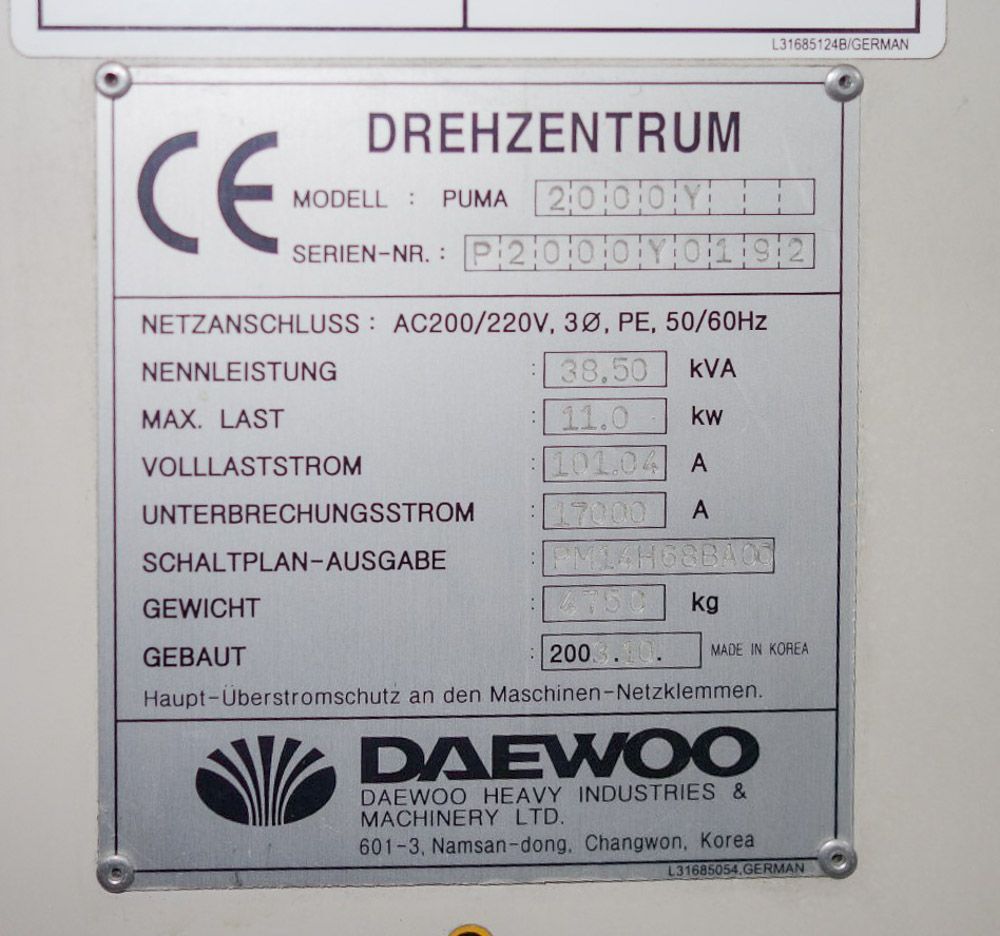 L31685124B/GERMAN
CE DREHZENTRUM
MODELL : PUMA 2000Y
SERIEN-NR. : P2000Y0192
NETZANSCHLUSS : AC200/220V, 3Ø, PE, 50/60Hz
NENNLEISTUNG : 38.50 kVA
MAX. LAST : 11.0 kw
VOLLLASTSTROM : 101.04 A
UNTERBRECHUNGSSTROM : 17000 A
SCHALTPLAN-AUSGABE : PM14H68BA00
GEWICHT : 4750 kg
GEBAUT : 2003.10. MADE IN KOREA
Haupt-Überstromschutz an den Maschinen-Netzklemmen.
DAEWOO
DAEWOO HEAVY INDUSTRIES &
MACHINERY LTD.
601-3, Namsan-dong, Changwon, Korea
L31685054.GERMAN